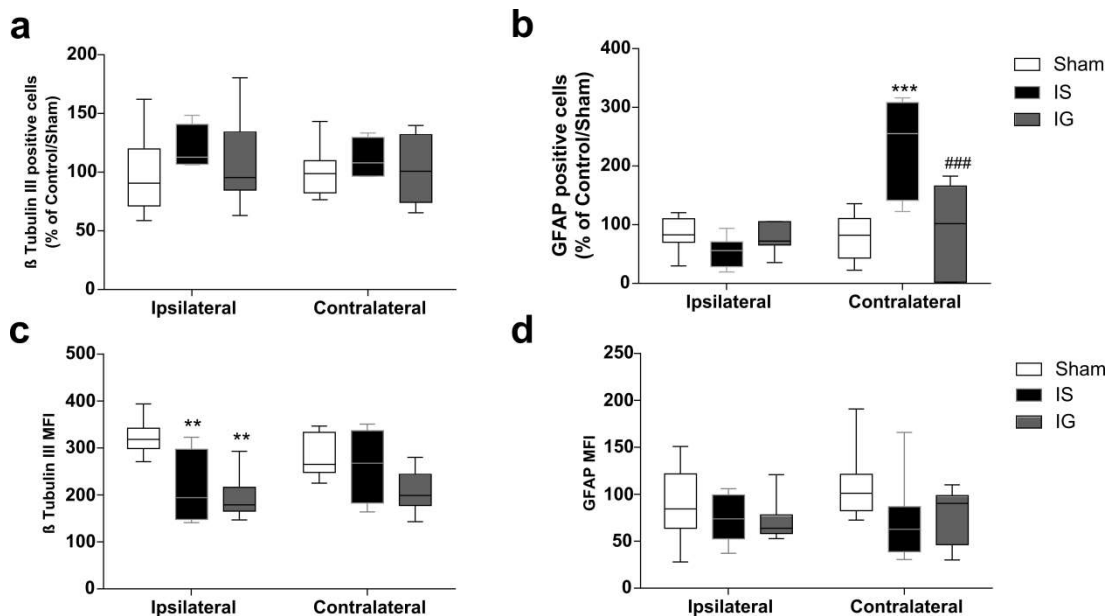 a
ß Tubulin III positive cells
(% of Control/Sham)
200
150
100
50
0
Ipsilateral
Contralateral
b
GFAP positive cells
(% of Control/Sham)
400
300
200
100
0
***
###
Ipsilateral
Contralateral
Sham
IS
IG
c
ß Tubulin III MFI
500
400
300
200
100
0
**
**
Ipsilateral
Contralateral
d
GFAP MFI
250
200
150
100
50
0
Ipsilateral
Contralateral
Sham
IS
IG